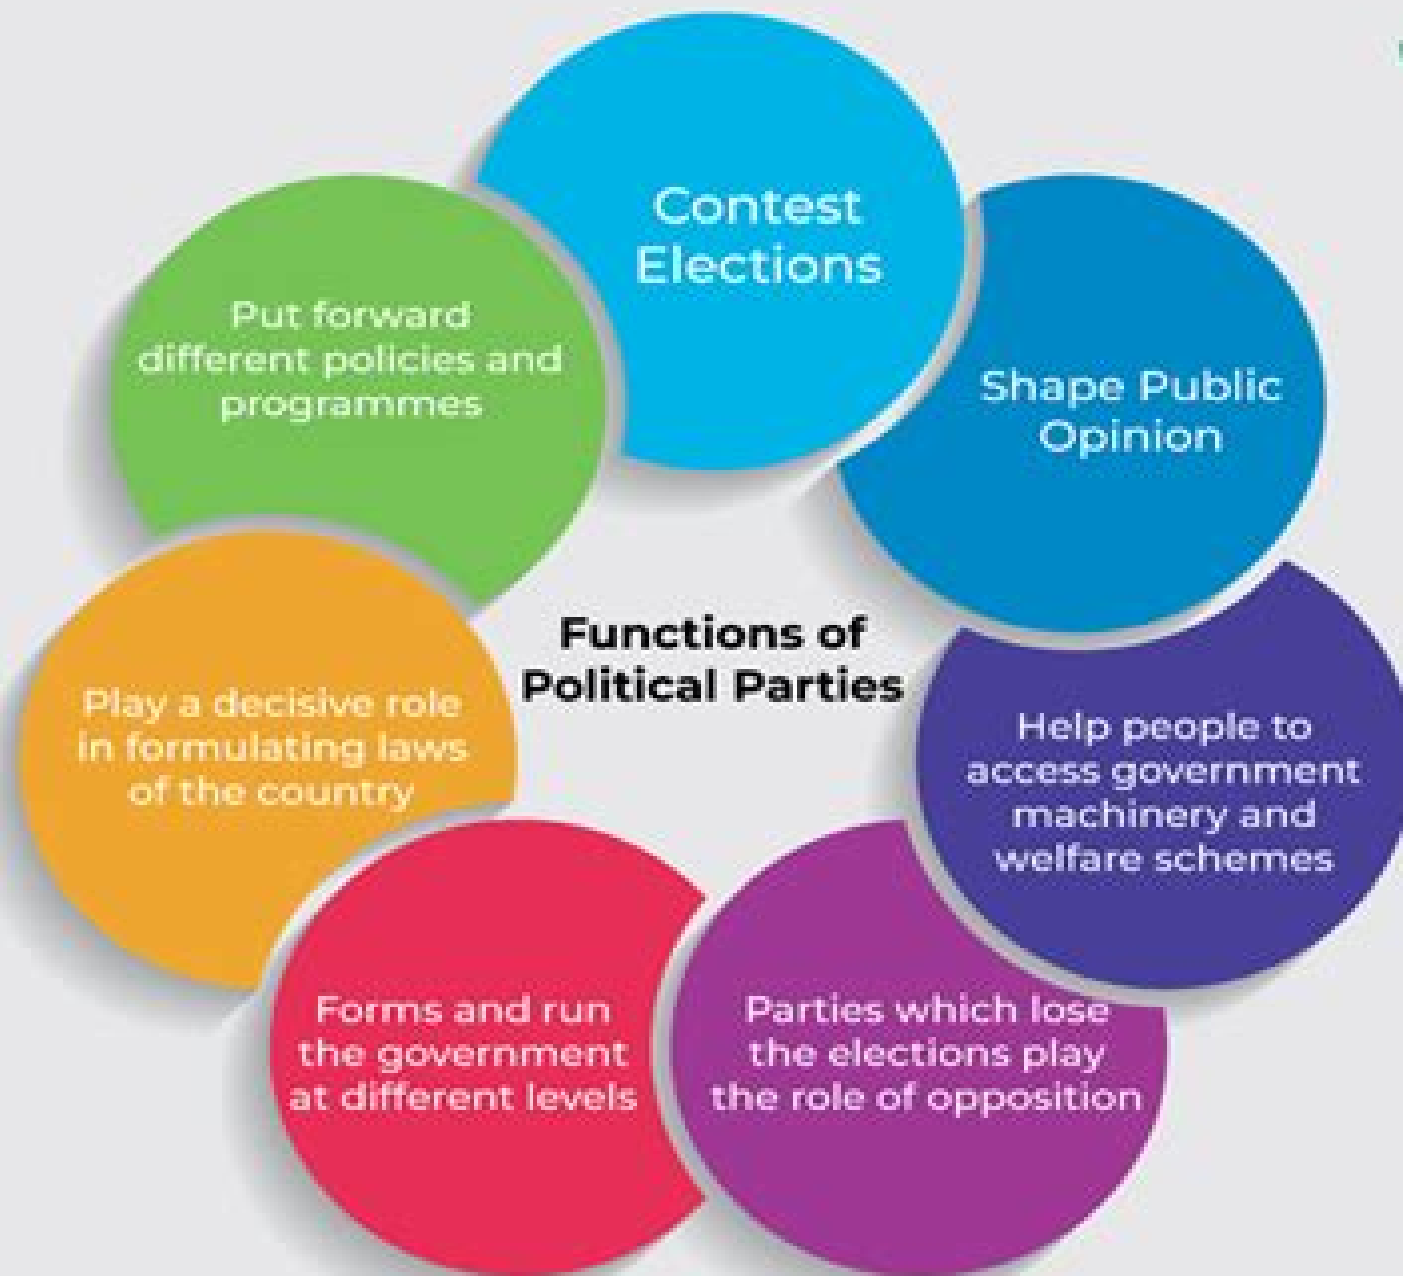 Contest
Elections
Shape Public
Opinion
Help people to
access government
machinery and
welfare schemes
Parties which lose
the elections play
the role of opposition
Forms and run
the government
at different levels
Play a decisive role
in formulating laws
of the country
Put forward
different policies and
programmes
Functions of
Political Parties